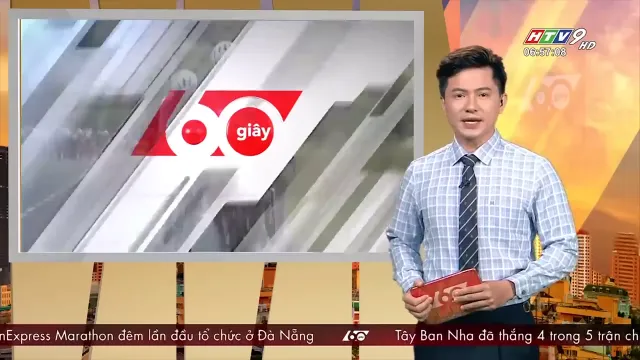 HTV9 HD
06:57:08
60 giây
nExpress Marathon đêm lần đầu tổ chức ở Đà Nẵng 60 Tây Ban Nha đã thắng 4 trong 5 trận ch